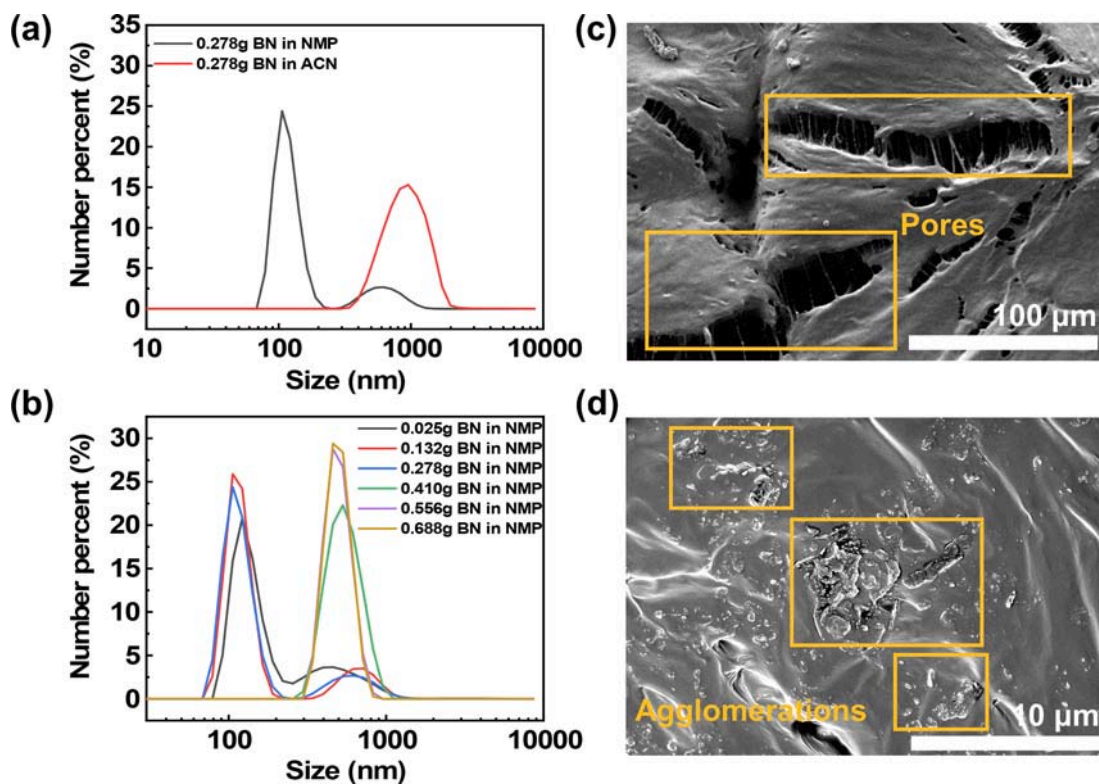 (a)
35
30
25
20
15
10
5
0
Number percent (%)
0.278g BN in NMP
0.278g BN in ACN
10
100
1000
10000
Size (nm)
(b)
30
25
20
15
10
5
0
Number percent (%)
0.025g BN in NMP
0.132g BN in NMP
0.278g BN in NMP
0.410g BN in NMP
0.556g BN in NMP
0.688g BN in NMP
100
1000
10000
Size (nm)
(c)
Pores
100 μm
(d)
Agglomerations
10 μm